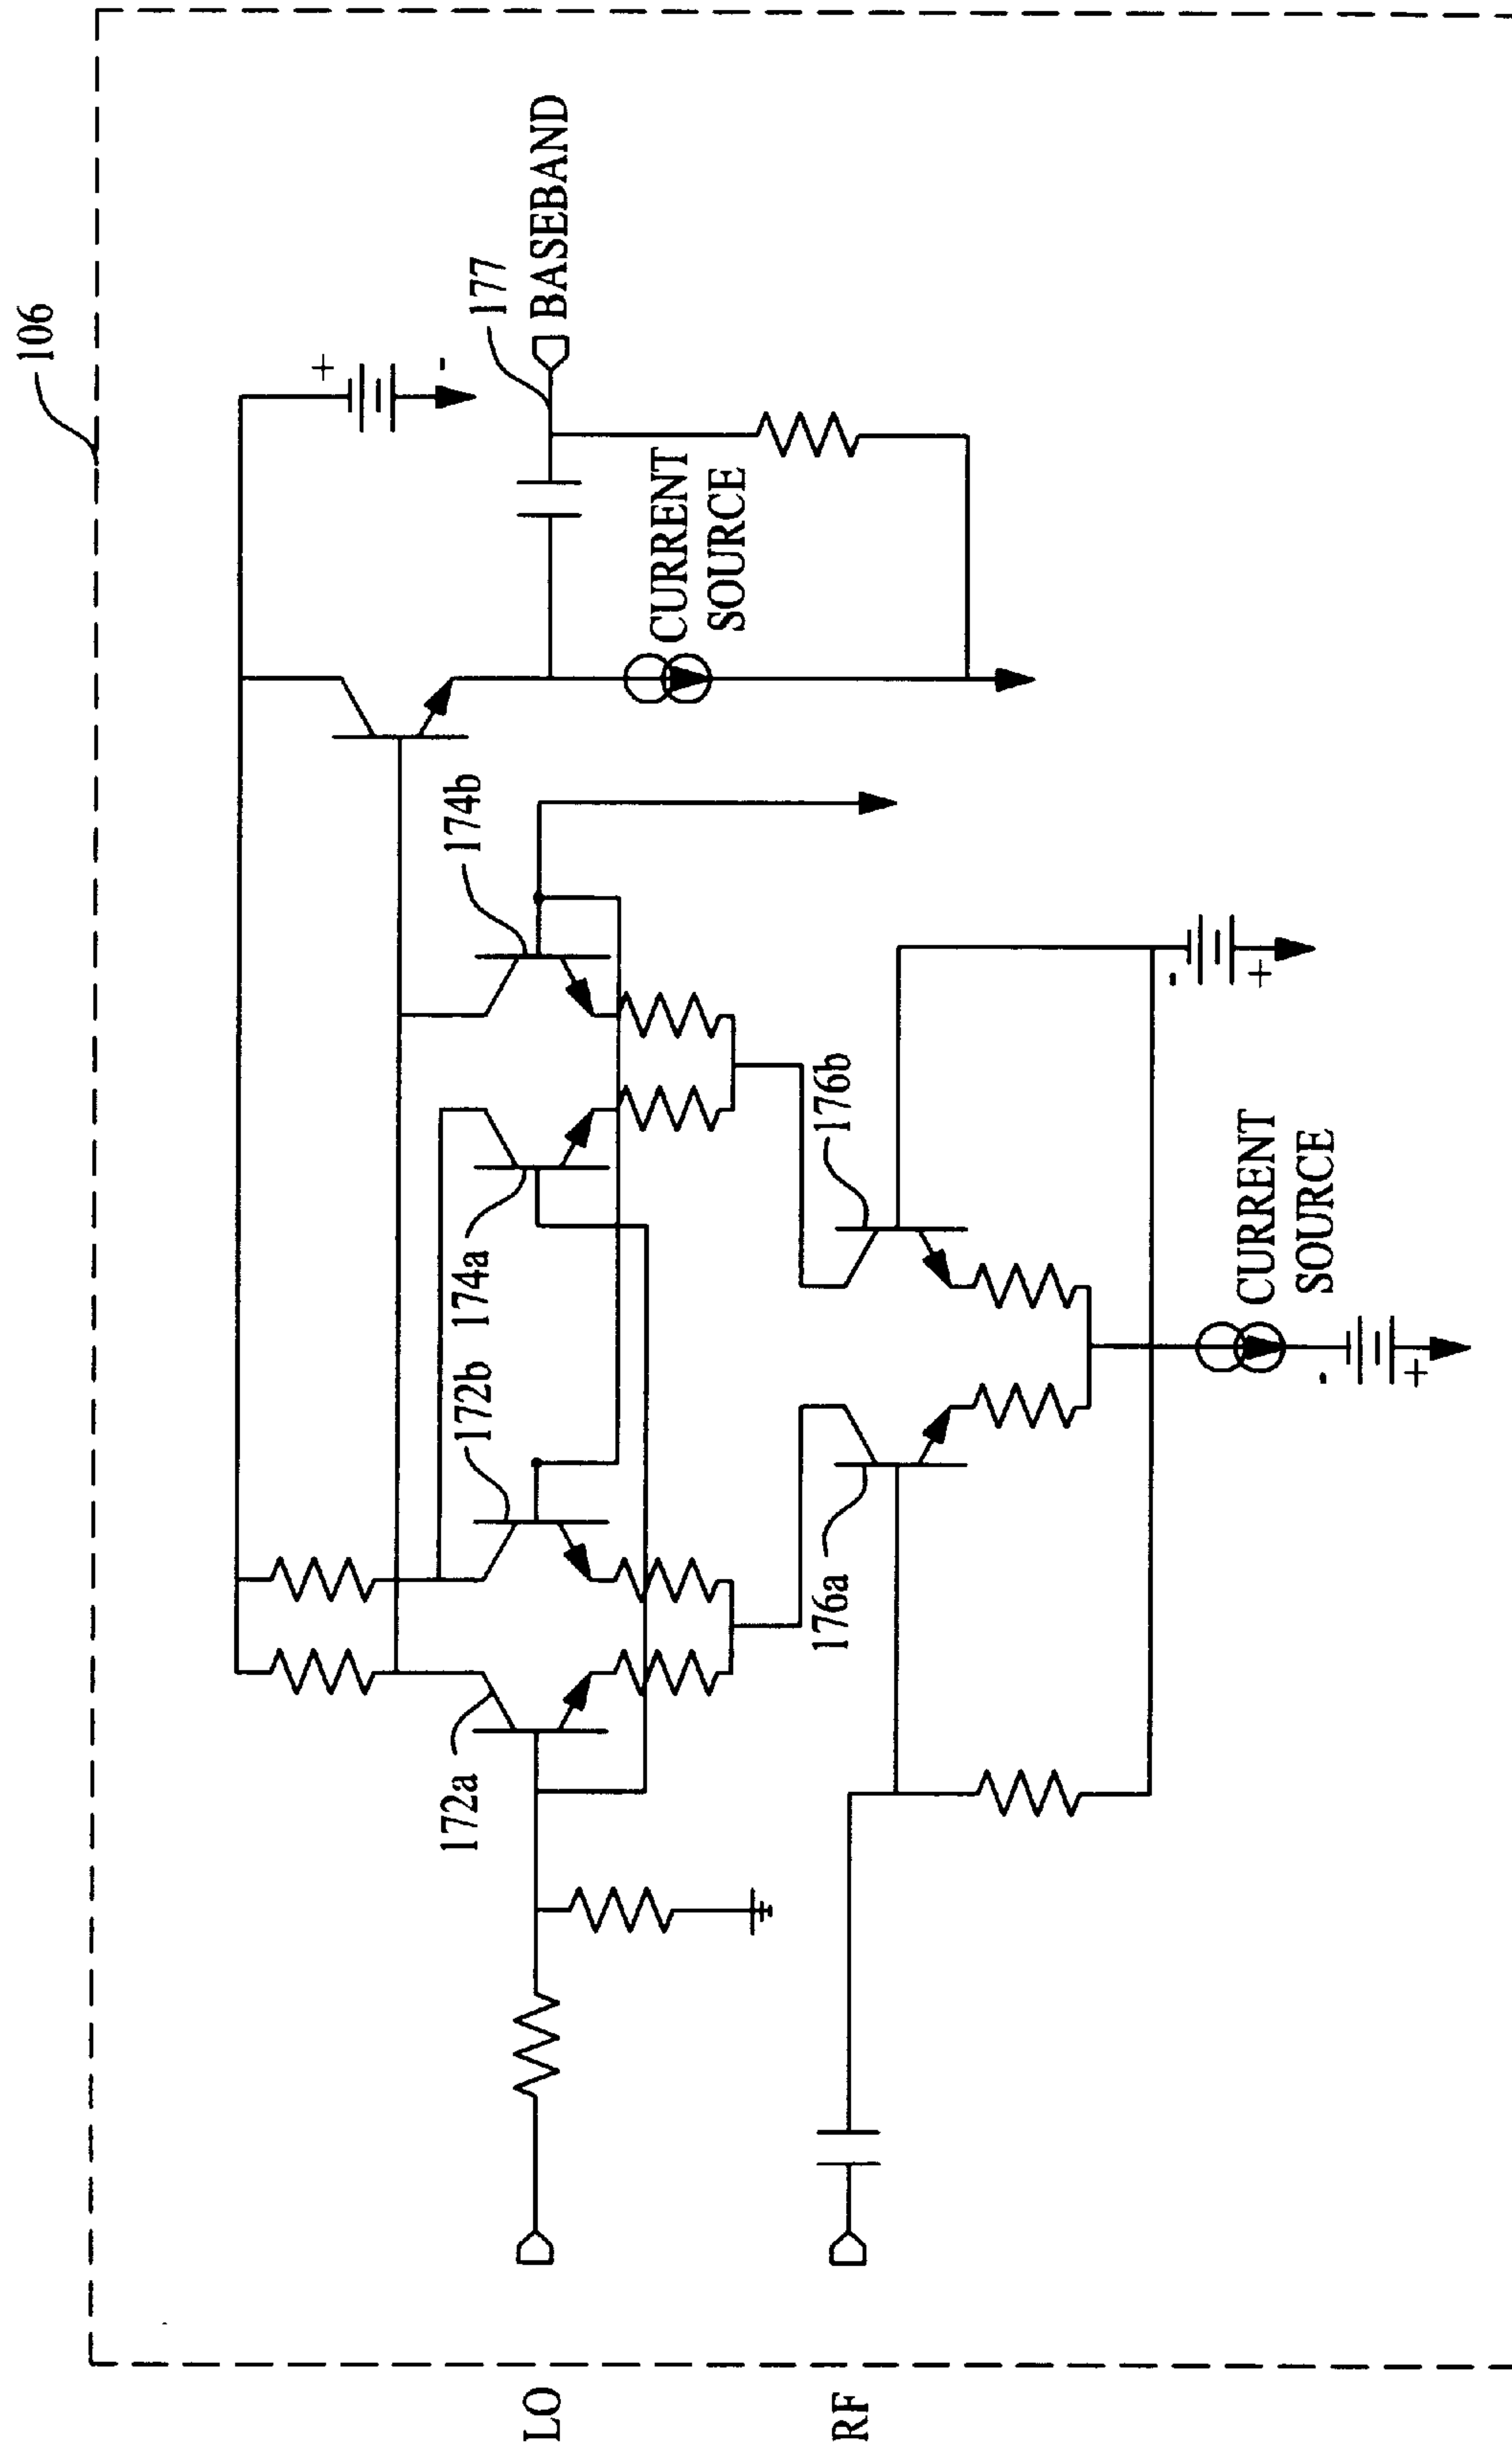 106
177
BASEBAND
+
-
CURRENT
SOURCE
174b
174a
172b
172a
176b
176a
-
+
CURRENT
SOURCE
-
+
LO
RF